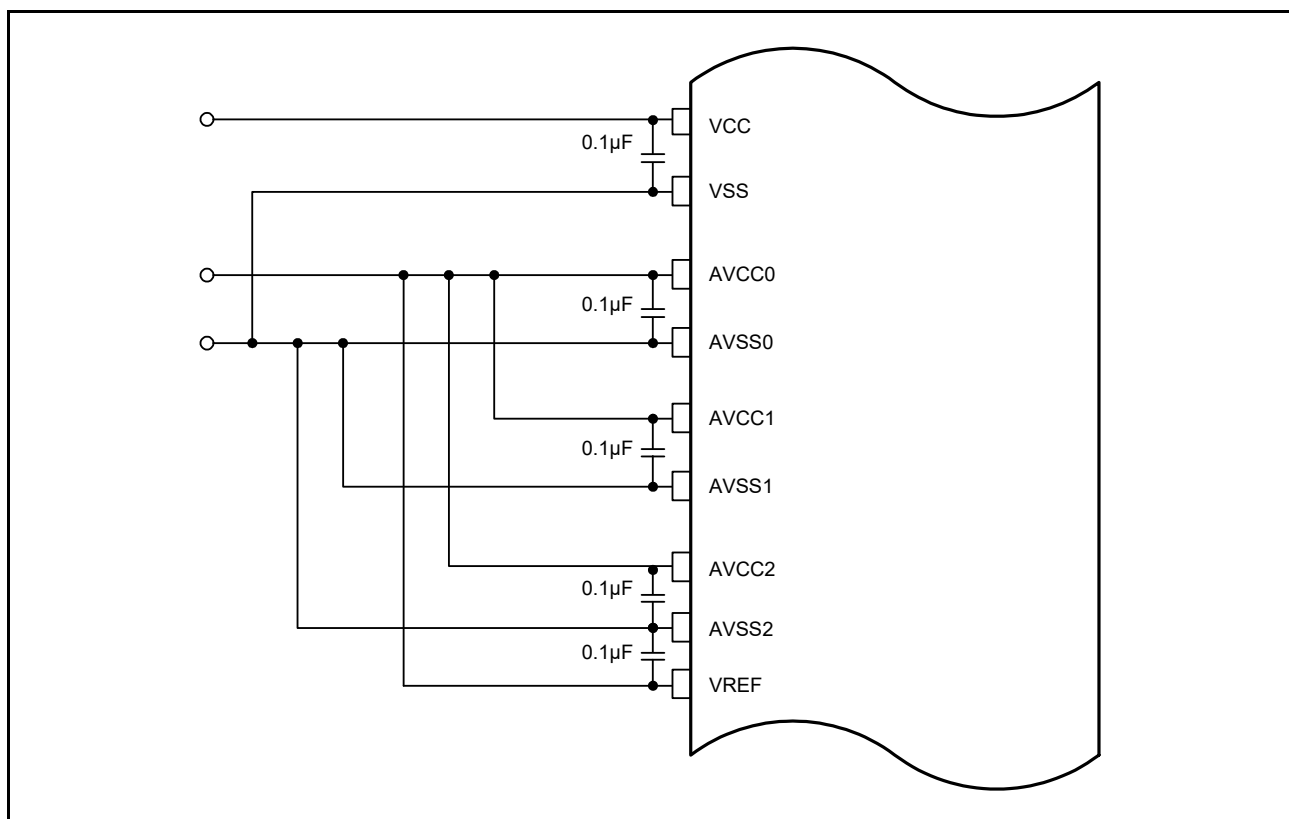 VCC
0.1µF
VSS
AVCC0
0.1µF
AVSS0
AVCC1
0.1µF
AVSS1
AVCC2
0.1µF
AVSS2
0.1µF
VREF